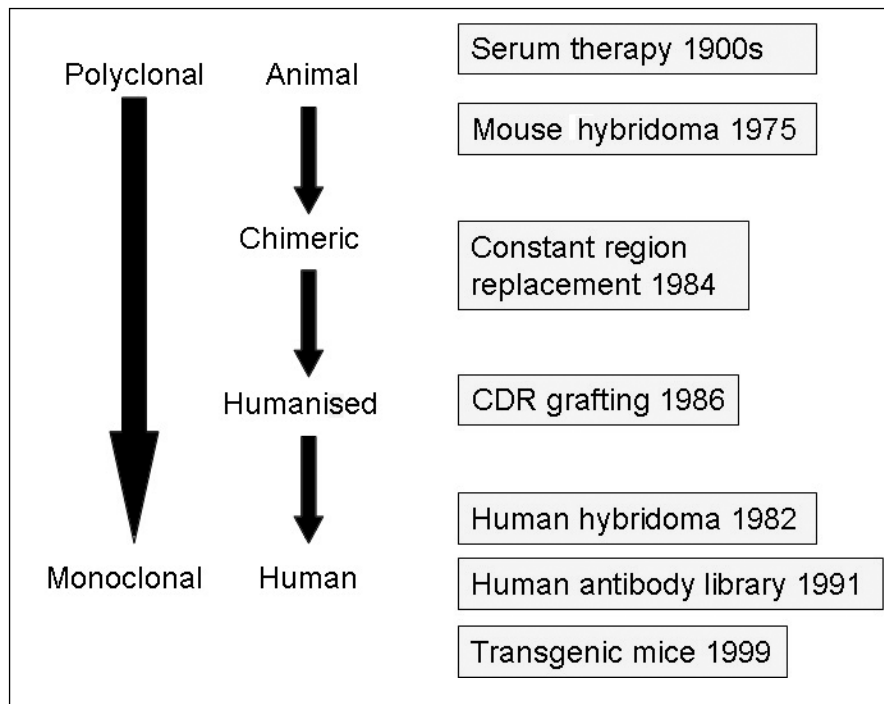 Polyclonal
Animal
Serum therapy 1900s
Mouse hybridoma 1975
Chimeric
Constant region
replacement 1984
Humanised
CDR grafting 1986
Human hybridoma 1982
Monoclonal
Human
Human antibody library 1991
Transgenic mice 1999